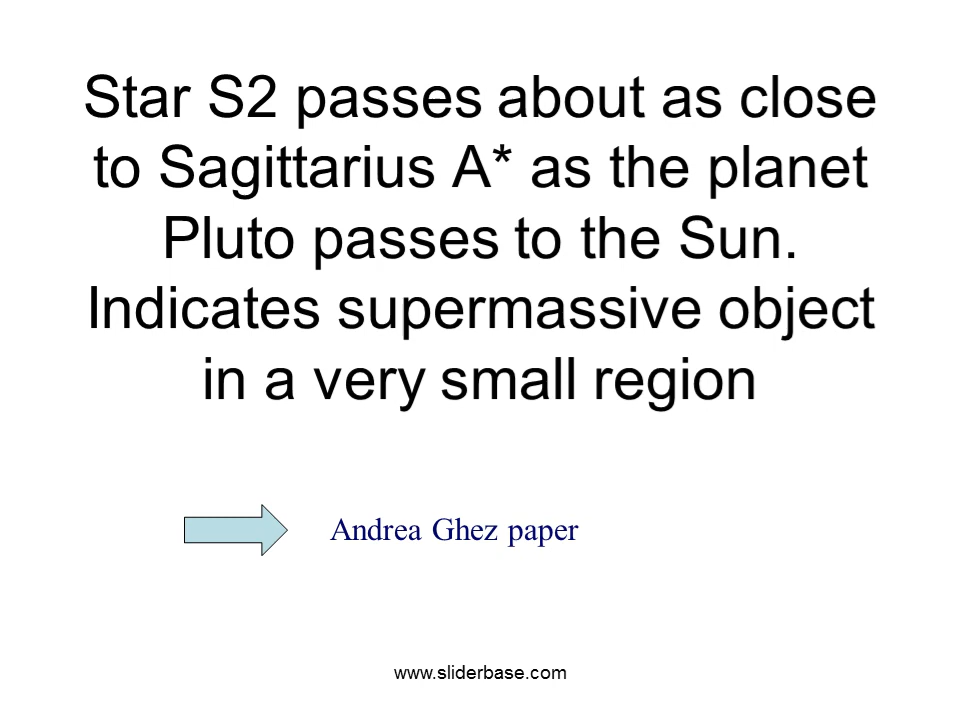 Star S2 passes about as close
to Sagittarius A* as the planet
Pluto passes to the Sun.
Indicates supermassive object
in a very small region
Andrea Ghez paper
www.sliderbase.com